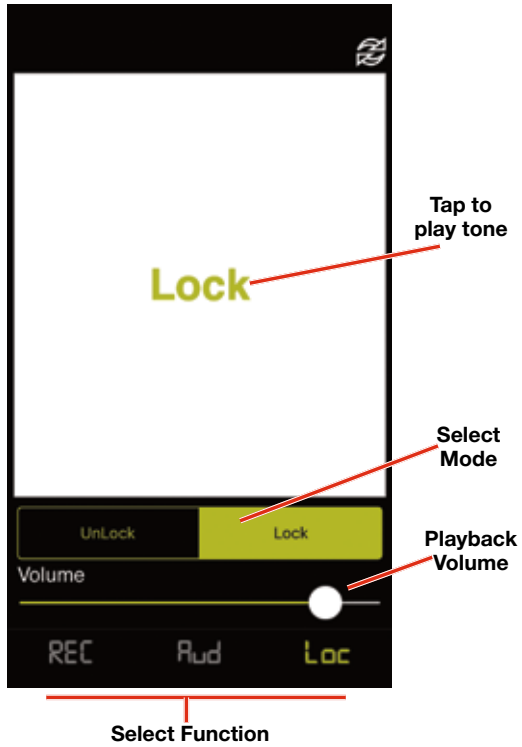 Tap to
play tone
Lock
Select
Mode
UnLock Lock
Playback
Volume
Volume
REC Aud Loc
Select Function